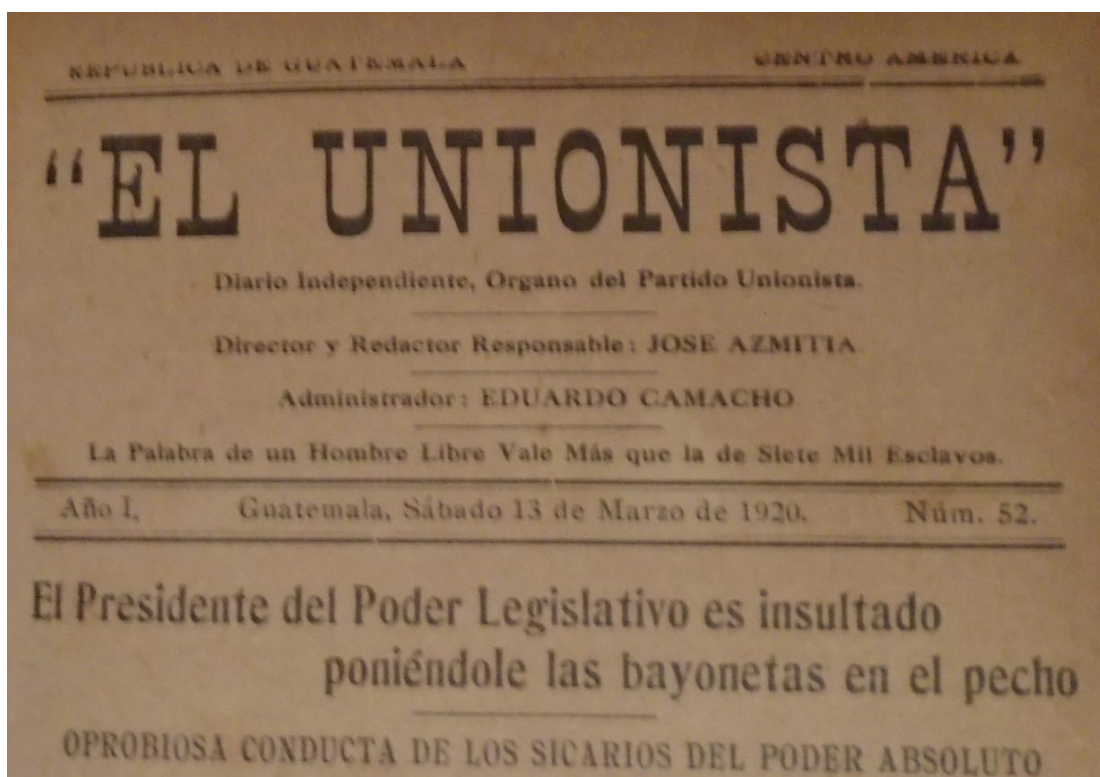 REPUBLICA DE GUATEMALA CENTRO AMERICA
“EL UNIONISTA”
Diario Independiente, Organo del Partido Unionista.
Director y Redactor Responsable: JOSE AZMITIA
Administrador: EDUARDO CAMACHO
La Palabra de un Hombre Libre Vale Más que la de Siete Mil Esclavos.
Año I. Guatemala, Sábado 13 de Marzo de 1920. Núm. 52.
El Presidente del Poder Legislativo es insultado
poniéndole las bayonetas en el pecho
OPROBIOSA CONDUCTA DE LOS SICARIOS DEL PODER ABSOLUTO